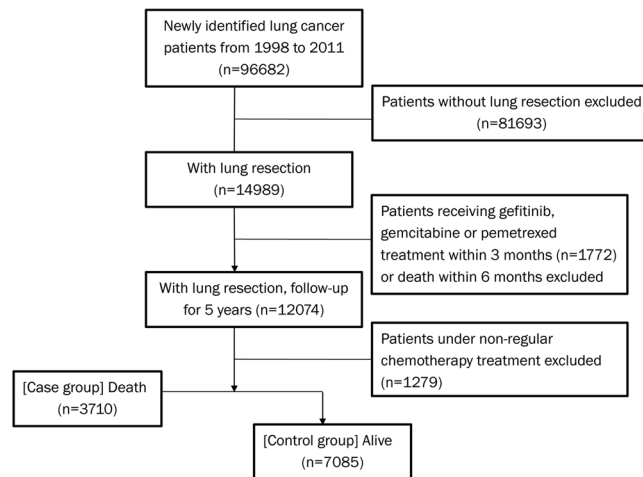 Newly identified lung cancer
patients from 1998 to 2011
(n=96682)
Patients without lung resection excluded
(n=81693)
With lung resection
(n=14989)
Patients receiving gefitinib,
gemcitabine or pemetrexed
treatment within 3 months (n=1772)
or death within 6 months excluded
With lung resection, follow-up
for 5 years (n=12074)
Patients under non-regular
chemotherapy treatment excluded
(n=1279)
[Case group] Death
(n=3710)
[Control group] Alive
(n=7085)